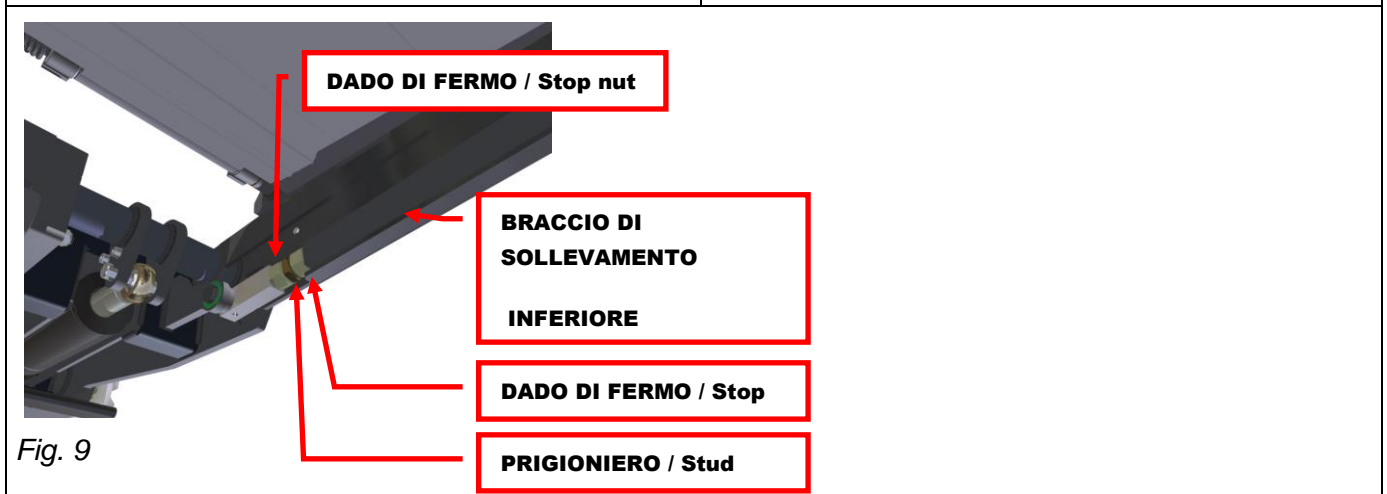 DADO DI FERMO / Stop nut
BRACCIO DI
SOLLEVAMENTO
INFERIORE
DADO DI FERMO / Stop
PRIGIONIERO / Stud
Fig. 9